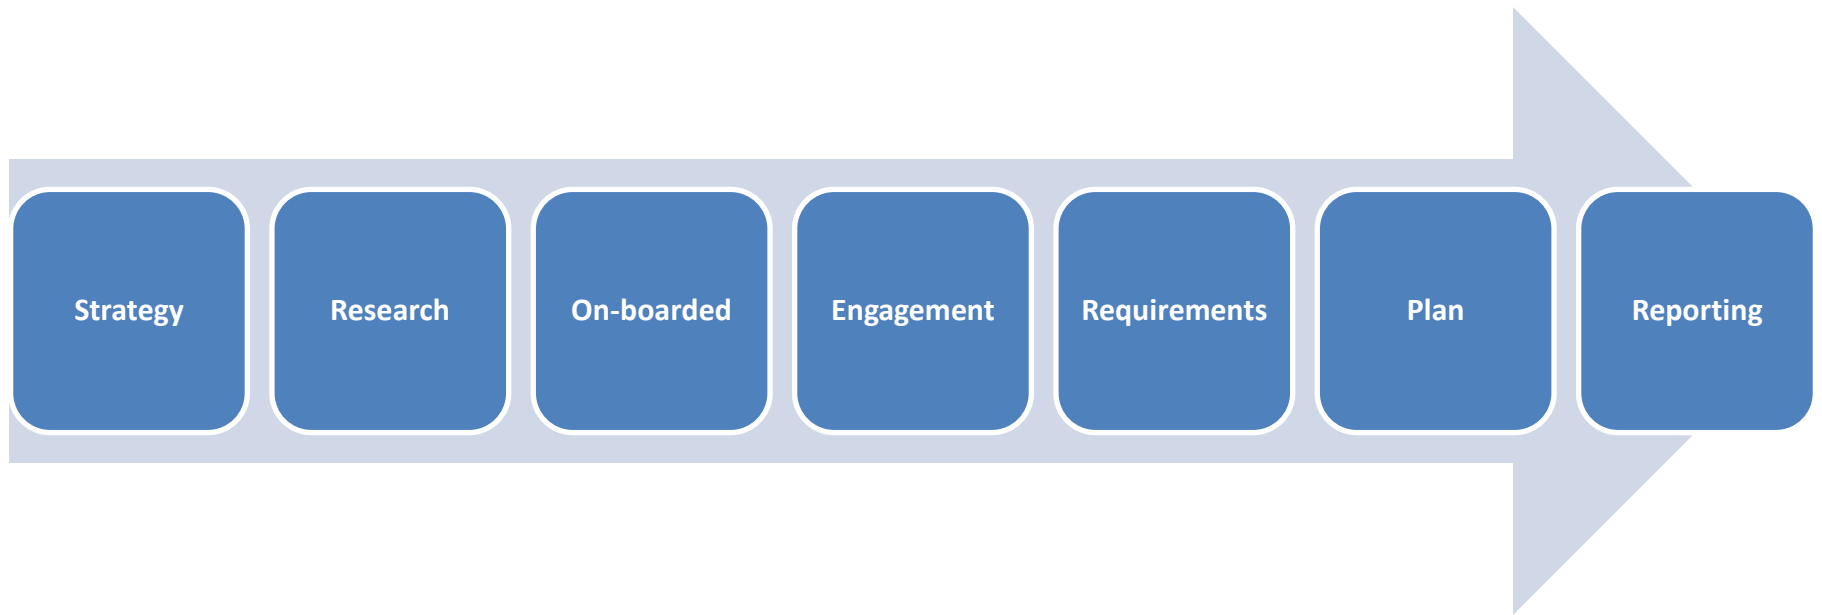 Strategy
Research
On-boarded
Engagement
Requirements
Plan
Reporting